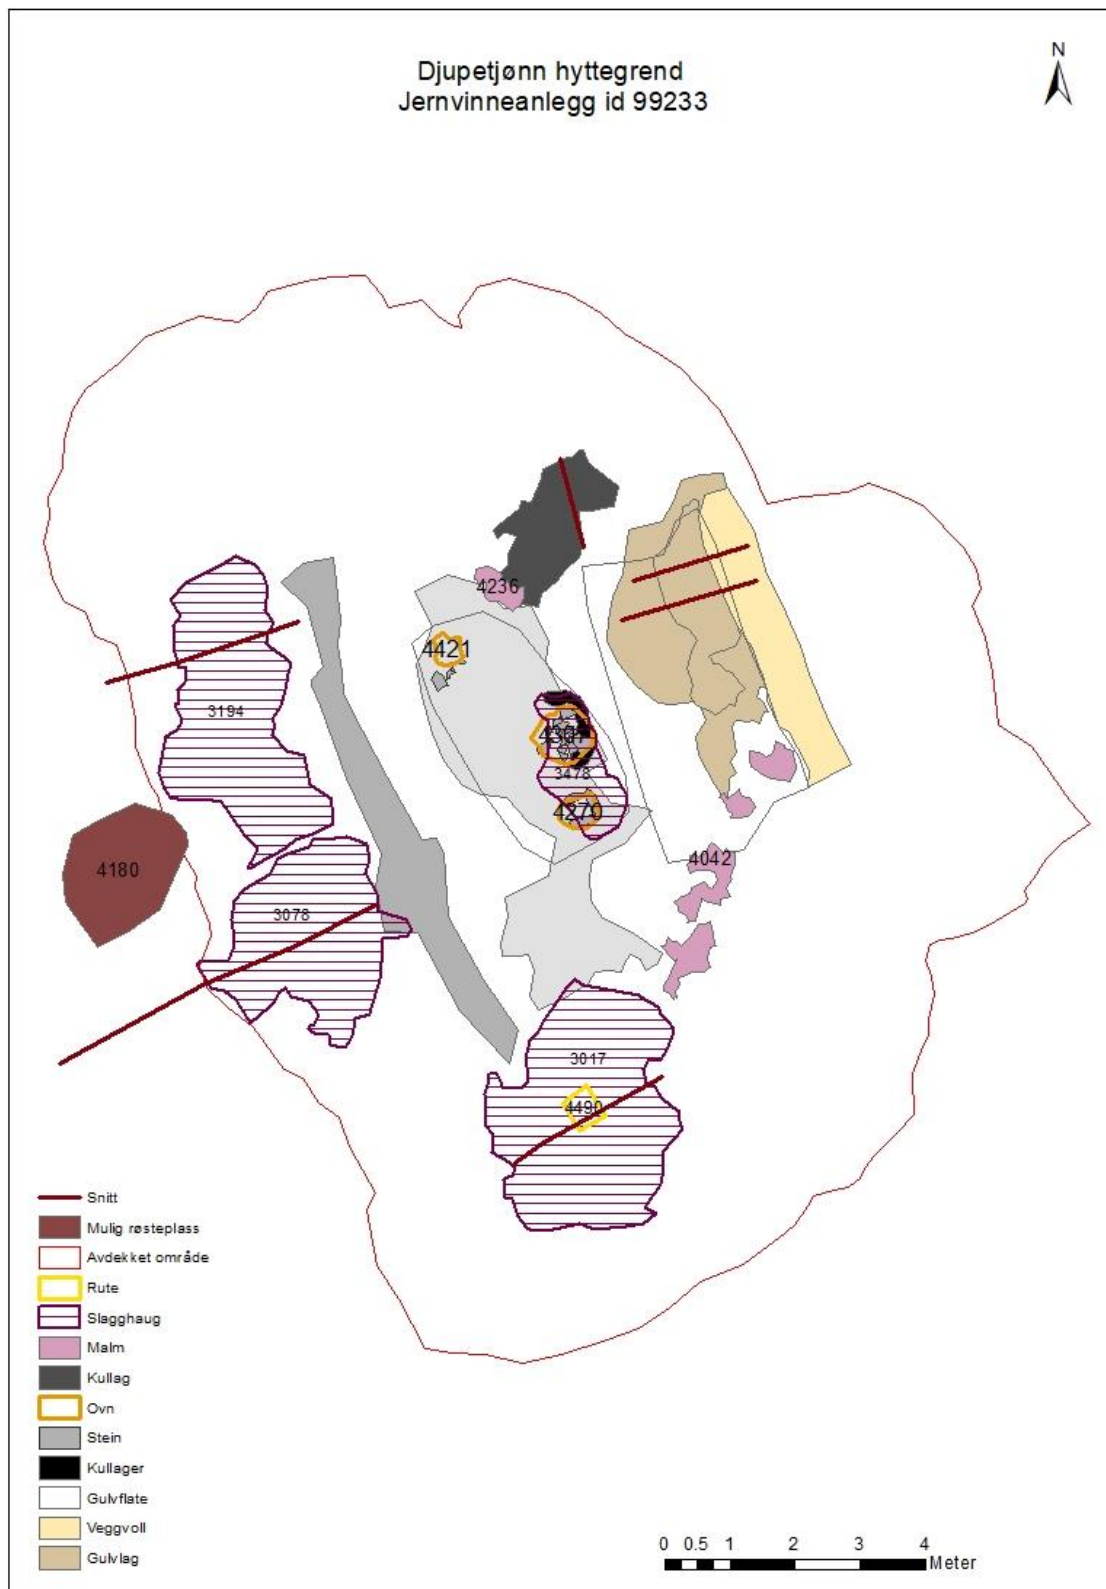 Djupetjønn hyttegrend
Jernvinneanlegg id 99233
N
4236
4421
3194
3478
4270
4180
4042
3078
3017
4490
Snitt
Mulig røsteplass
Avdekket område
Rute
Slagghaug
Malm
Kullag
Ovn
Stein
Kullager
Gulvflate
Veggvoll
Gulvlag
0 0.5 1 2 3 4
Meter